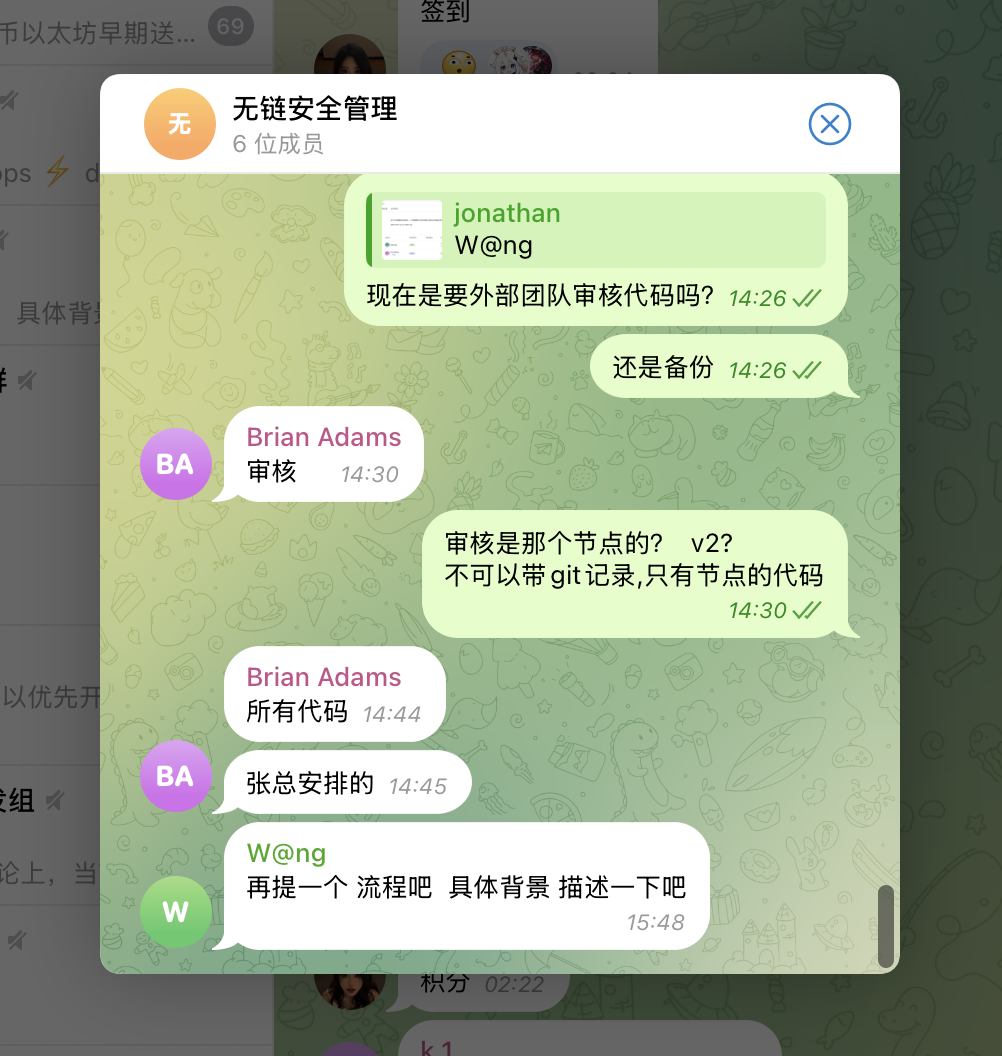 签到
币以太坊早期送...
69
无
无链安全管理
6 位成员
ops ⚡ d
jonathan
W@ng
现在是要外部团队审核代码吗? 14:26
具体背景
还是备份 14:26
BA
Brian Adams
审核 14:30
审核是那个节点的? v2?
不可以带git记录,只有节点的代码
14:30
以优先开
Brian Adams
所有代码 14:44
BA
张总安排的 14:45
发组
W@ng
再提一个 流程吧 具体背景 描述一下吧
15:48
论上，当
W
积分 02:22
k 1